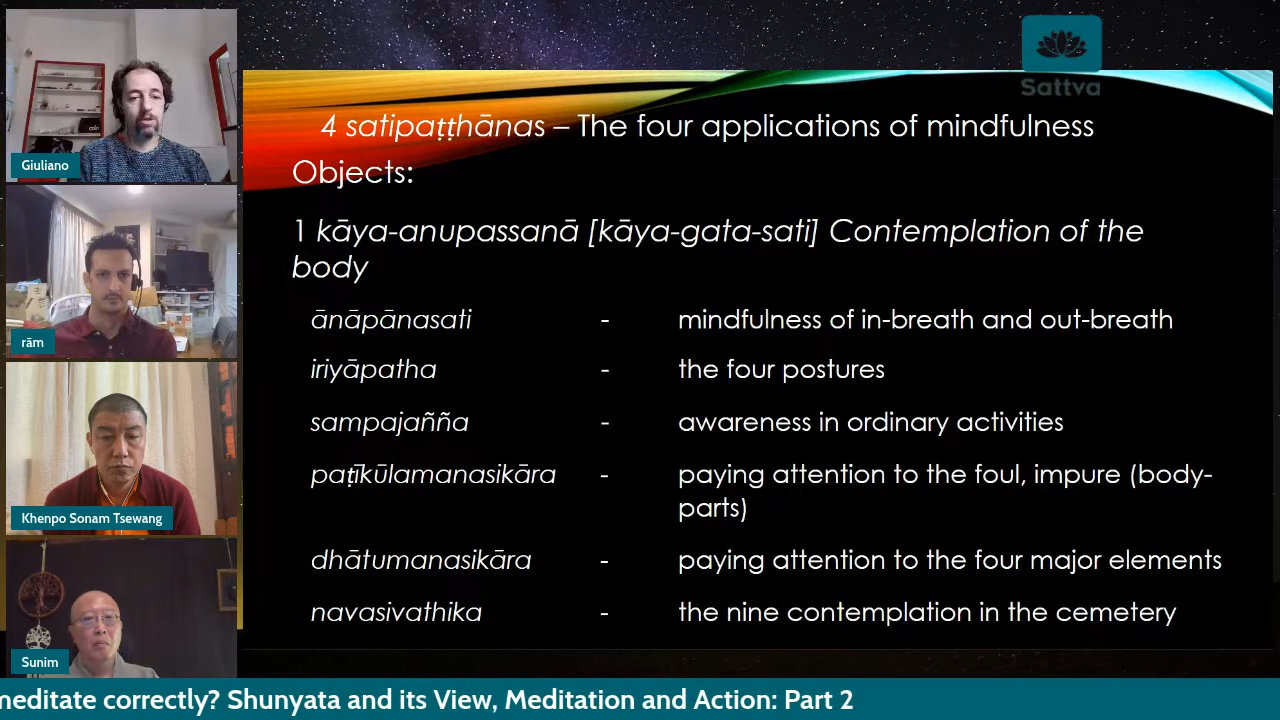 Sattva
4 satipaṭṭhānas – The four applications of mindfulness
Objects:
1 kāya-anupassanā [kāya-gata-sati] Contemplation of the
body
ānāpānasati - mindfulness of in-breath and out-breath
iriyāpatha - the four postures
sampajañña - awareness in ordinary activities
paṭīkūlamanasikāra - paying attention to the foul, impure (body-
parts)
dhātumanasikāra - paying attention to the four major elements
navasivathika - the nine contemplation in the cemetery
Giuliano
rām
Khenpo Sonam Tsewang
Sunim
meditate correctly? Shunyata and its View, Meditation and Action: Part 2